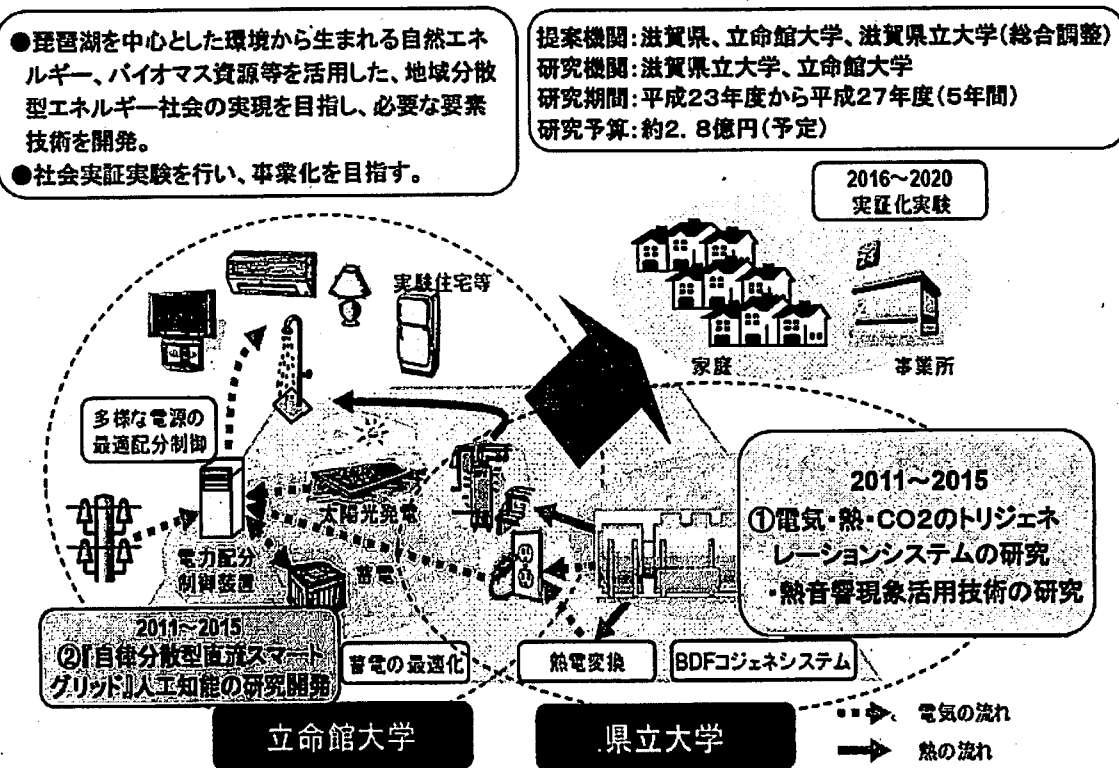 ●琵琶湖を中心とした環境から生まれる自然エネ
ルギー、バイオマス資源等を活用した、地域分散
型エネルギー社会の実現を目指し、必要な要素
技術を開発。
●社会実証実験を行い、事業化を目指す。
提案機関:滋賀県、立命館大学、滋賀県立大学(総合調整)
研究機関:滋賀県立大学、立命館大学
研究期間:平成23年度から平成27年度(5年間)
研究予算:約2.8億円(予定)
2016~2020
実証化実験
実験住宅等
家庭
事業所
多様な電源の
最適配分制御
太陽光発電
電力配分
制御装置
蓄電
2011~2015
①電気・熱・CO2のトリジェネ
レーションシステムの研究
・熱音響現象活用技術の研究
2011~2015
②『自律分散型直流スマート
グリッド』人工知能の研究開発
蓄電の最適化
熱電変換
BDFコジェネシステム
立命館大学
県立大学
電気の流れ
熱の流れ